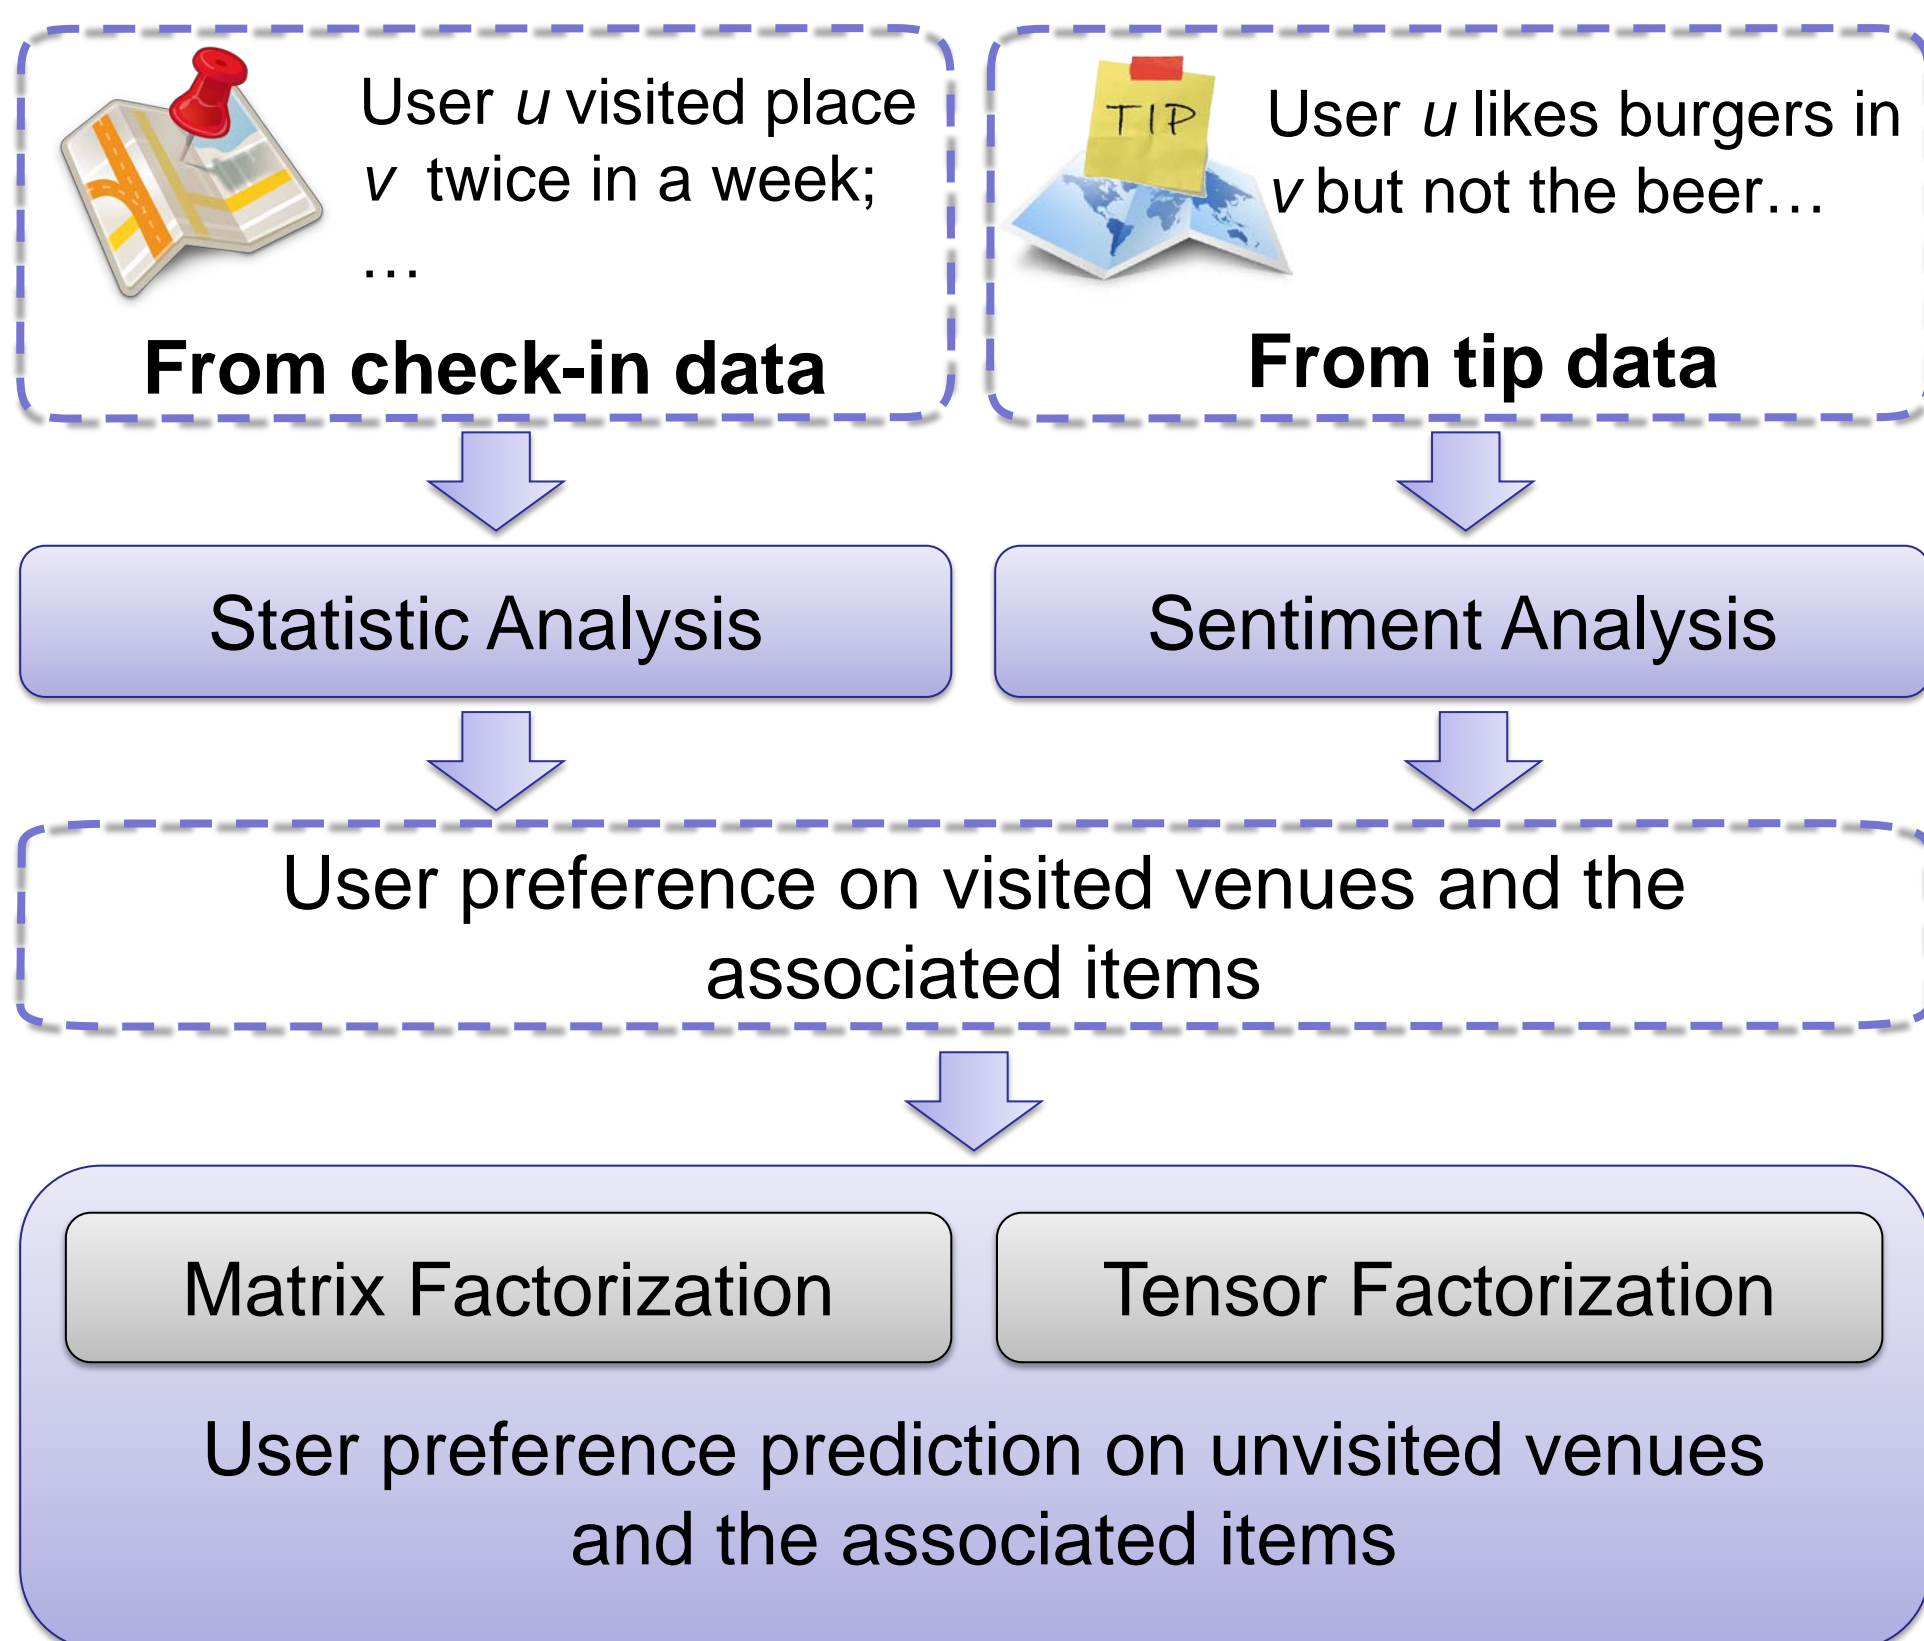 User u visited place
v twice in a week;
…
From check-in data
TIP
User u likes burgers in
v but not the beer…
From tip data
Statistic Analysis
Sentiment Analysis
User preference on visited venues and the
associated items
Matrix Factorization
Tensor Factorization
User preference prediction on unvisited venues
and the associated items